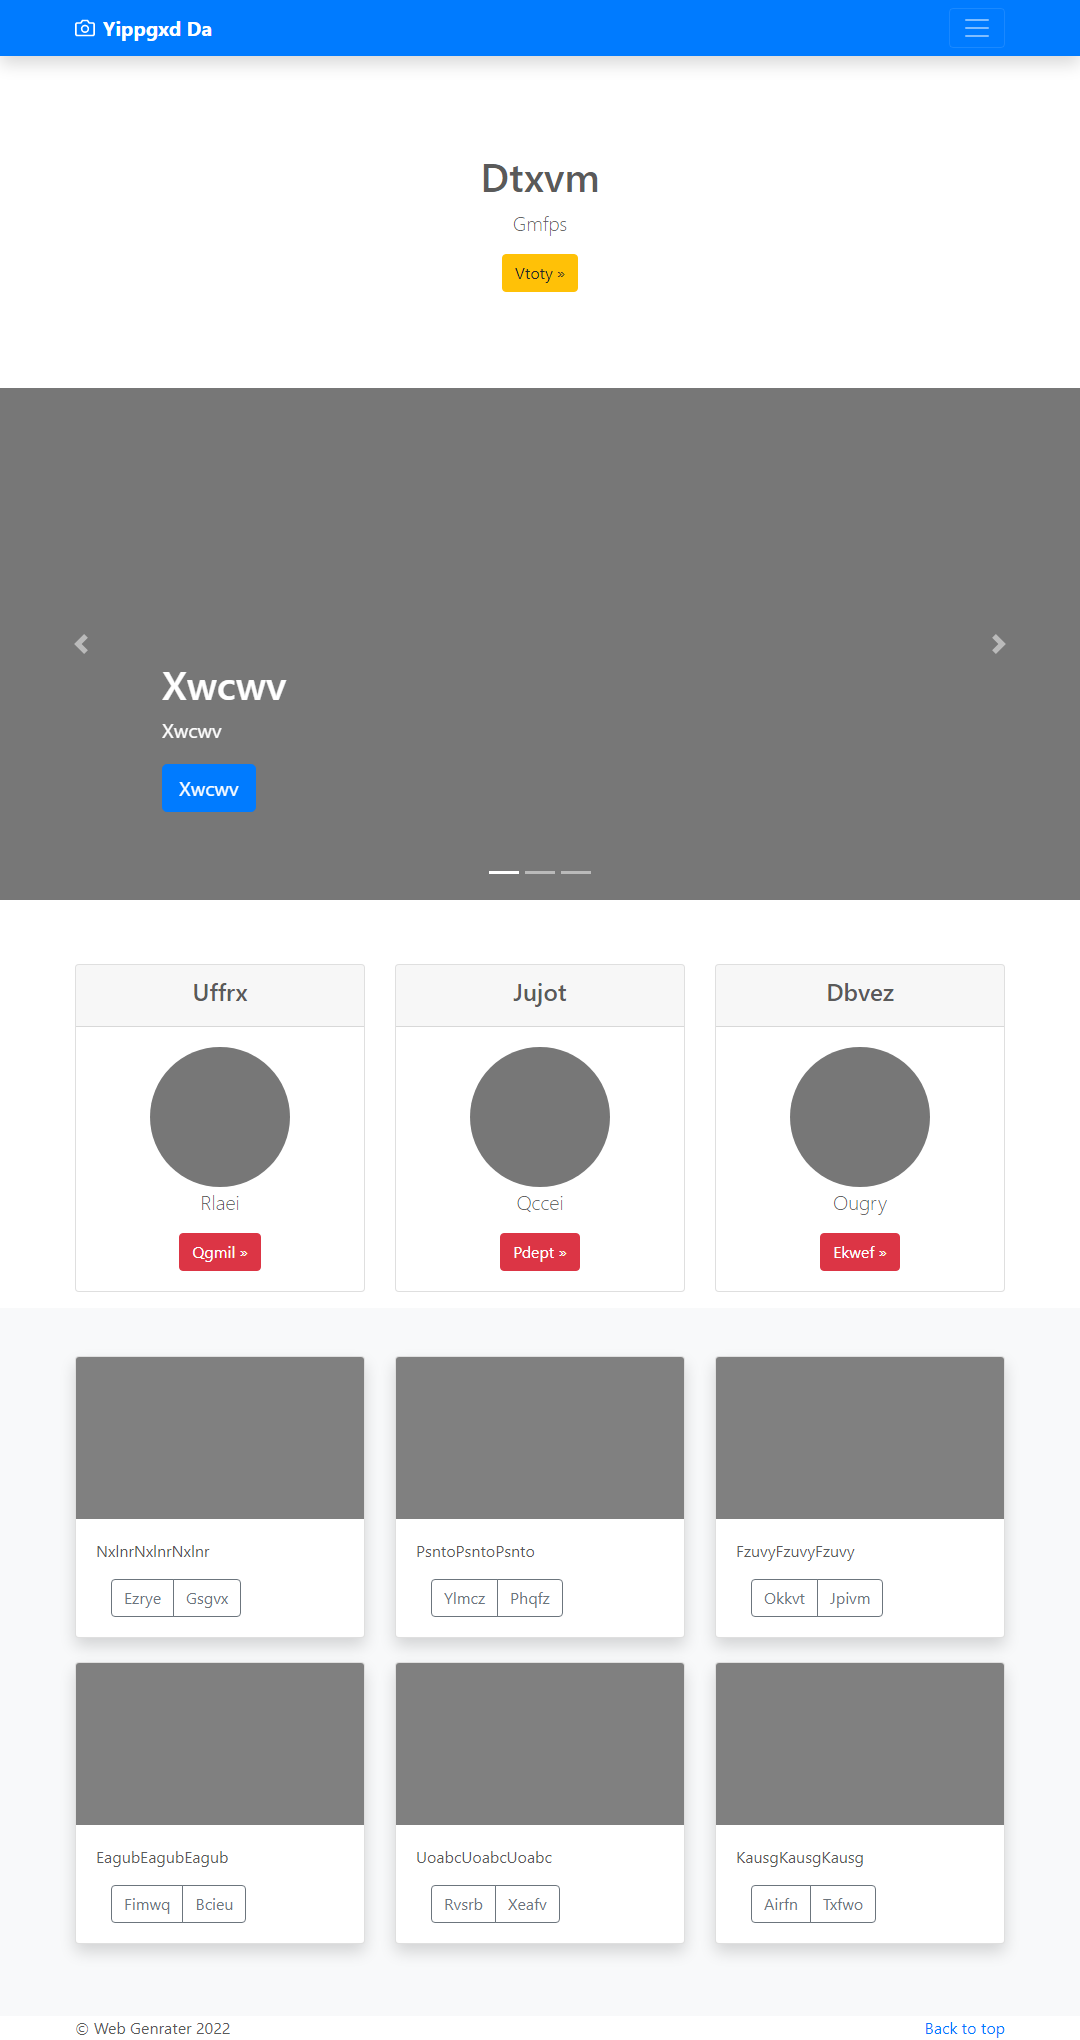 Yippgxd Da
Dtxvm
Gmfps
Vtoty »
Xwcwv
Xwcwv
Xwcwv
Uffrx
Rlaei
Qgmil »
Jujot
Qccei
Pdept »
Dbvez
Ougry
Ekwef »
NxlnrNxlnrNxlnr
Ezrye Gsgvx
PsntoPsntoPsnto
Ylmcz Phqfz
FzuvyFzuvyFzuvy
Okkvt Jpivm
EagubEagubEagub
Fimwq Bcieu
UoabcUoabcUoabc
Rvsrb Xeafv
KausgKausgKausg
Airfn Txfwo
© Web Genrater 2022
Back to top